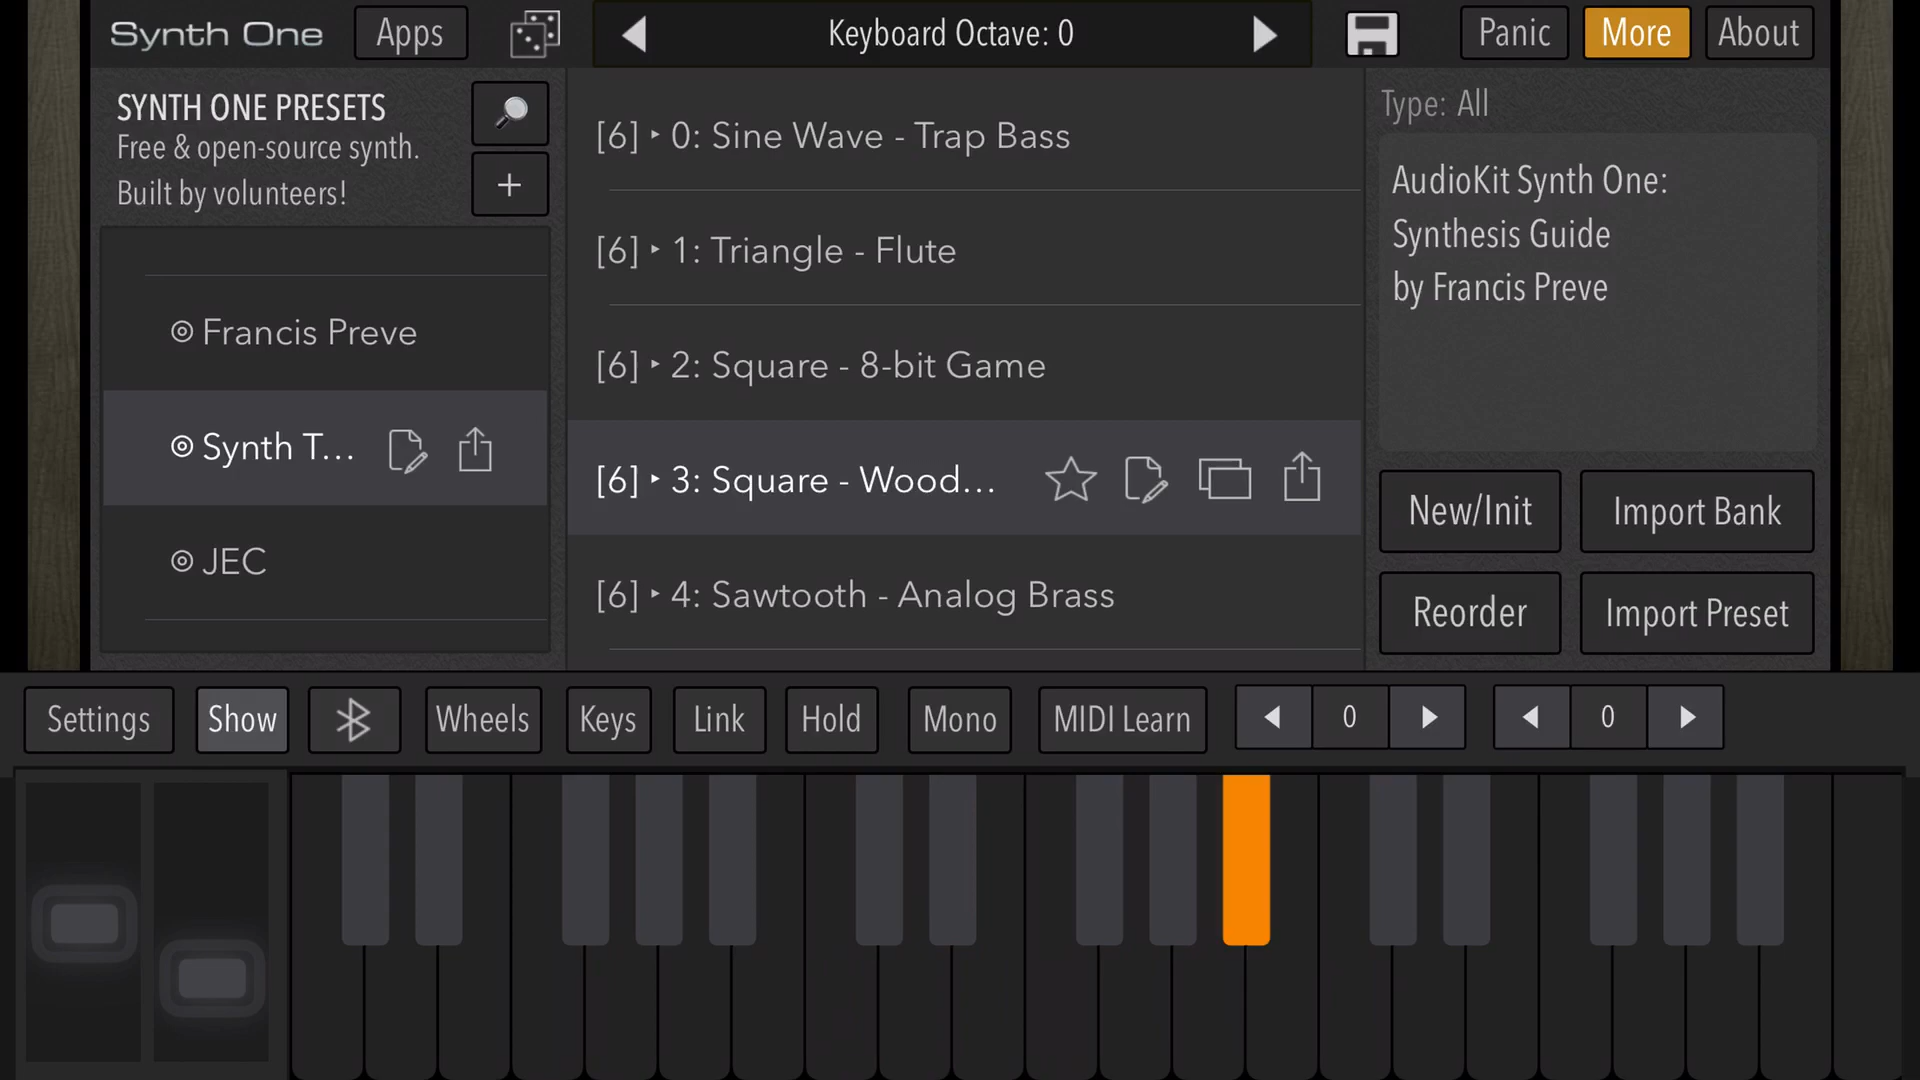 Synth One
Apps
Keyboard Octave: 0
Panic
More
About
SYNTH ONE PRESETS
Free & open-source synth.
Built by volunteers!
+
Francis Preve
Synth T...
JEC
[6] ‣ 0: Sine Wave - Trap Bass
[6] ‣ 1: Triangle - Flute
[6] ‣ 2: Square - 8-bit Game
[6] ‣ 3: Square - Wood...
[6] ‣ 4: Sawtooth - Analog Brass
Type: All
AudioKit Synth One:
Synthesis Guide
by Francis Preve
New/Init
Import Bank
Reorder
Import Preset
Settings
Show
Wheels
Keys
Link
Hold
Mono
MIDI Learn
0
0